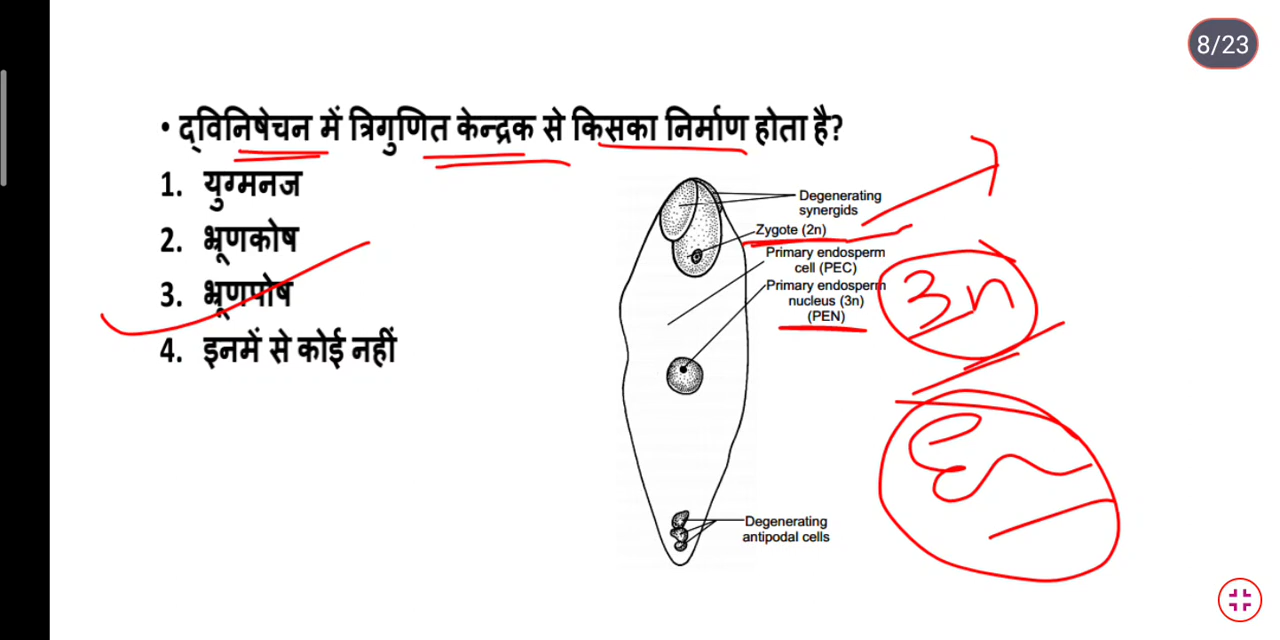 8/23
• द्विनिषेचन में त्रिगुणित केन्द्रक से किसका निर्माण होता है?
1. युग्मनज
2. भ्रूणकोष
3. भ्रूणपोष
4. इनमें से कोई नहीं
Degenerating
synergids
Zygote (2n)
Primary endosperm
cell (PEC)
Primary endosperm
nucleus (3n)
(PEN)
3n
Degenerating
antipodal cells